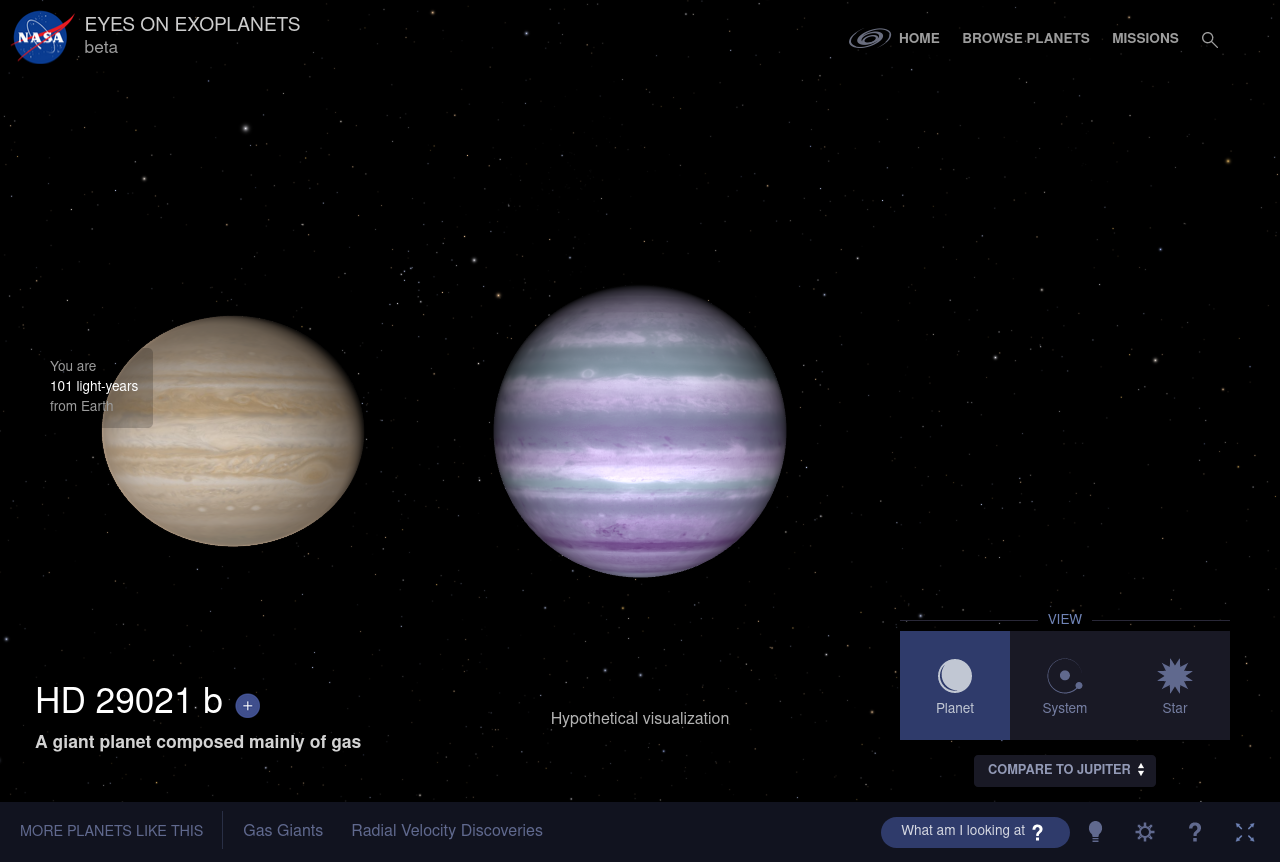 NASA
EYES ON EXOPLANETS
beta
HOME
BROWSE PLANETS
MISSIONS
You are
101 light-years
from Earth
VIEW
Planet
System
Star
HD 29021 b +
A giant planet composed mainly of gas
Hypothetical visualization
COMPARE TO JUPITER
MORE PLANETS LIKE THIS
Gas Giants
Radial Velocity Discoveries
What am I looking at ?
?